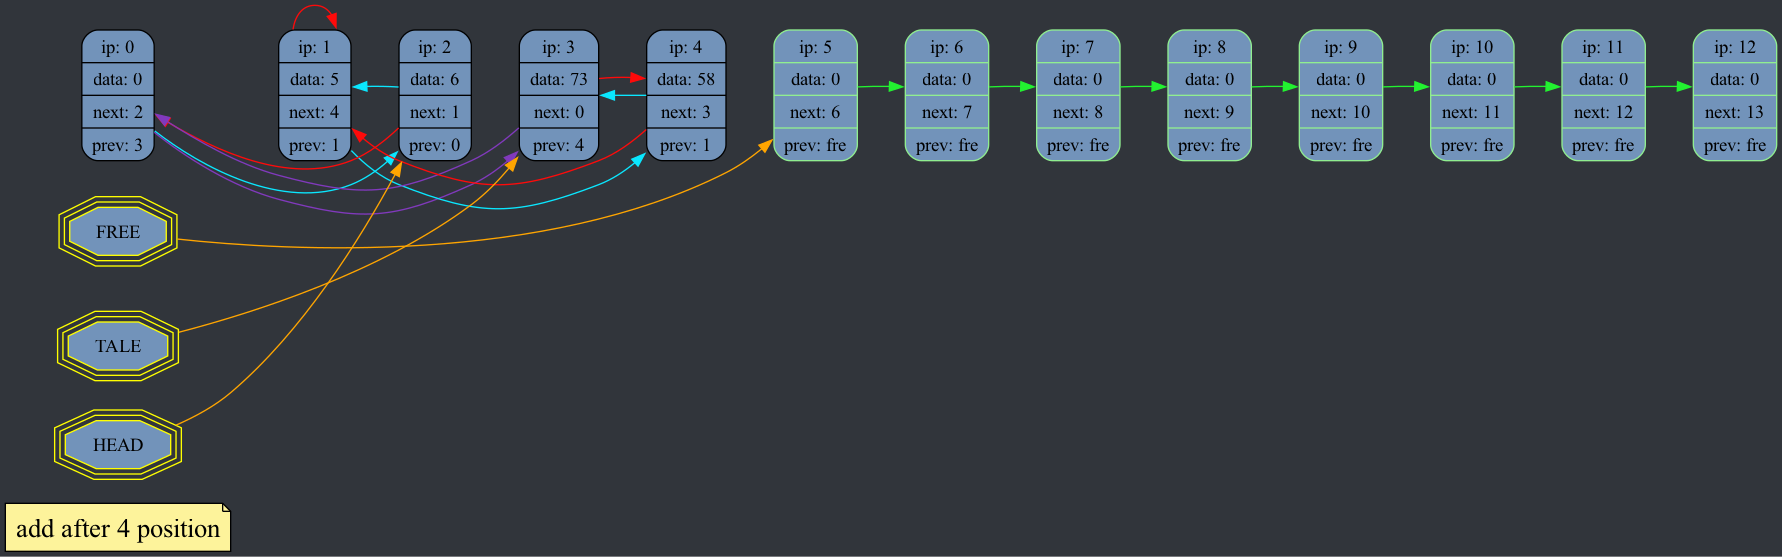 ip: 0
data: 0
next: 2
prev: 3
ip: 1
data: 5
next: 4
prev: 1
ip: 2
data: 6
next: 1
prev: 0
ip: 3
data: 73
next: 0
prev: 4
ip: 4
data: 58
next: 3
prev: 1
ip: 5
data: 0
next: 6
prev: fre
ip: 6
data: 0
next: 7
prev: fre
ip: 7
data: 0
next: 8
prev: fre
ip: 8
data: 0
next: 9
prev: fre
ip: 9
data: 0
next: 10
prev: fre
ip: 10
data: 0
next: 11
prev: fre
ip: 11
data: 0
next: 12
prev: fre
ip: 12
data: 0
next: 13
prev: fre
FREE
TALE
HEAD
add after 4 position